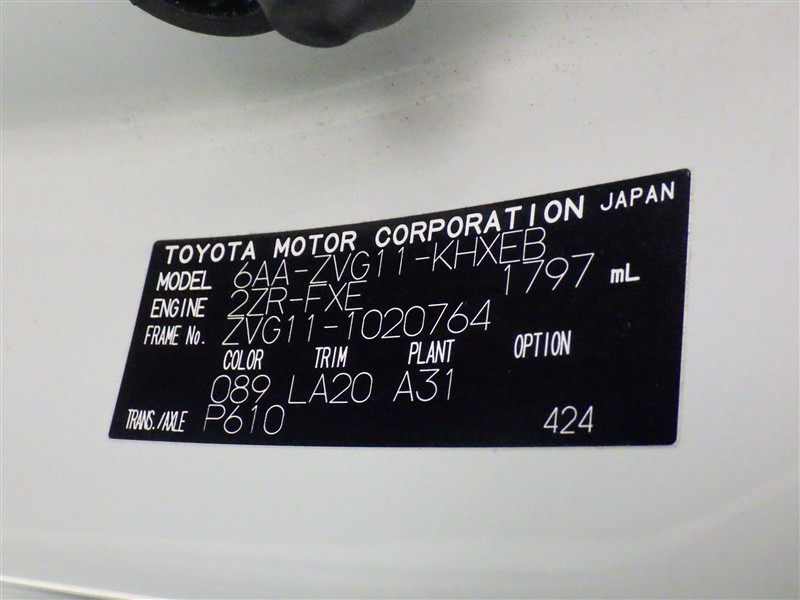 TOYOTA MOTOR CORPORATION JAPAN
MODEL 6AA-ZVG11-KHXEB
ENGINE 2ZR-FXE 1797 mL
FRAME No. ZVG11-1020764
COLOR TRIM PLANT OPTION
089 LA20 A31
TRANS./AXLE P610 424